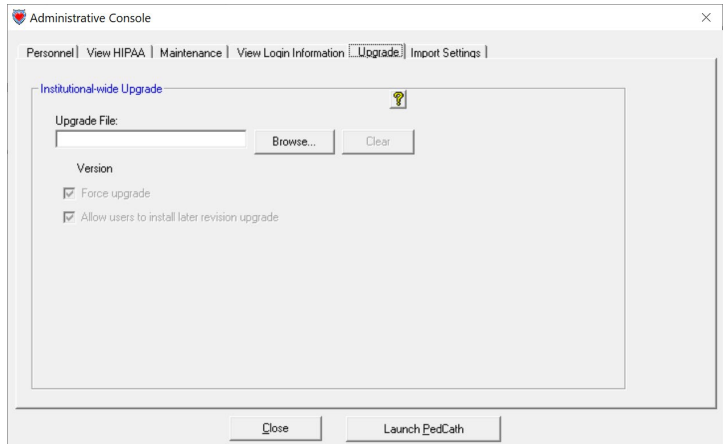 Administrative Console
Personnel View HIPAA Maintenance View Login Information Upgrade Import Settings
Institutional-wide Upgrade
?
Upgrade File:
Browse... Clear
Version
Force upgrade
Allow users to install later revision upgrade
Close Launch PedCath